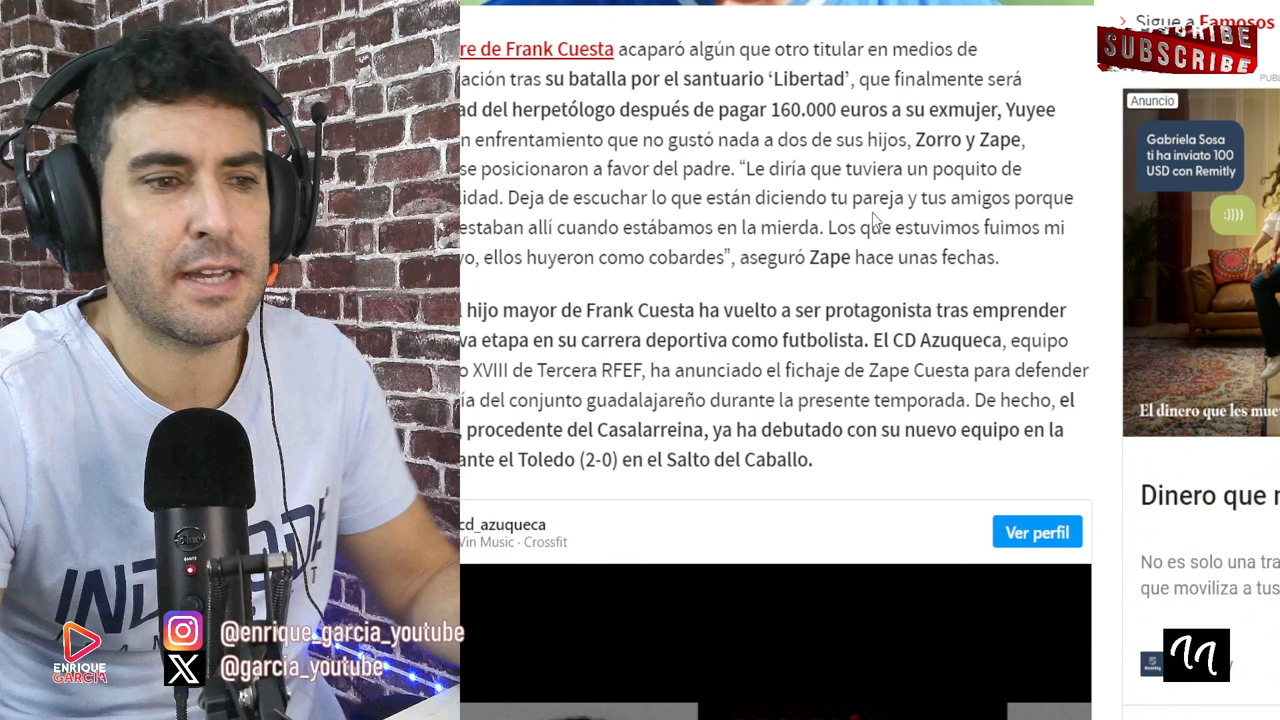 re de Frank Cuesta acaparó algún que otro titular en medios de
ación tras su batalla por el santuario ‘Libertad’, que finalmente será
ad del herpetólogo después de pagar 160.000 euros a su exmujer, Yuyee
n enfrentamiento que no gustó nada a dos de sus hijos, Zorro y Zape,
se posicionaron a favor del padre. “Le diría que tuviera un poquito de
idad. Deja de escuchar lo que están diciendo tu pareja y tus amigos porque
estaban allí cuando estábamos en la mierda. Los que estuvimos fuimos mi
yo, ellos huyeron como cobardes”, aseguró Zape hace unas fechas.
l hijo mayor de Frank Cuesta ha vuelto a ser protagonista tras emprender
va etapa en su carrera deportiva como futbolista. El CD Azuqueca, equipo
o XVIII de Tercera RFEF, ha anunciado el fichaje de Zape Cuesta para defender
ía del conjunto guadalajareño durante la presente temporada. De hecho, el
procedente del Casalarreina, ya ha debutado con su nuevo equipo en la
ante el Toledo (2-0) en el Salto del Caballo.
cd_azuqueca
Vin Music · Crossfit
Ver perfil
Sigue a Famosos
SUBSCRIBE
Anuncio
Gabriela Sosa
ti ha inviato 100
USD con Remitly
:))))
El dinero que les
Dinero que
No es solo una
que moviliza a tus
@enrique_garcia_youtube
@garcia_youtube
ENRIQUE
GARCIA